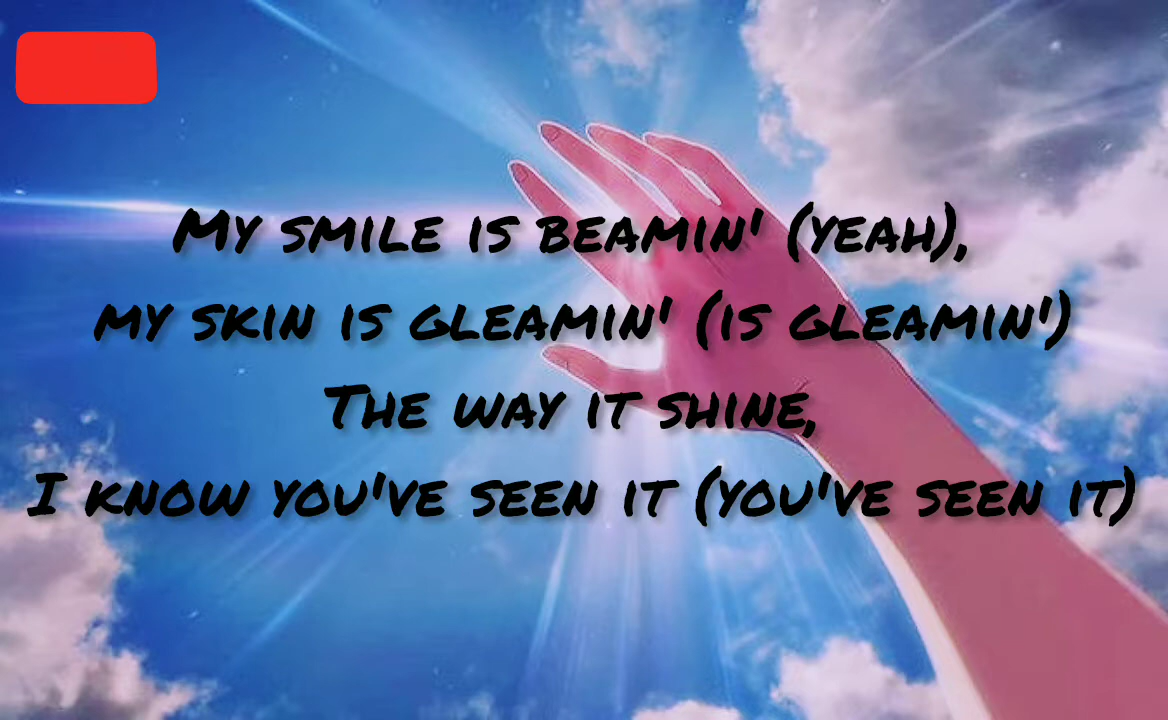 My smile is beamin' (yeah),
my skin is gleamin' (is gleamin')
The way it shine,
I know you've seen it (you've seen it)